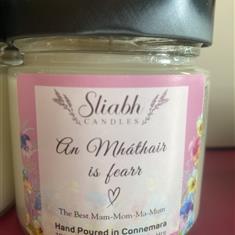 Sliabh
CANDLES
An Mháthair
is fearr
The Best Mam-Mom-Ma-Mum
Hand Poured in Connemara